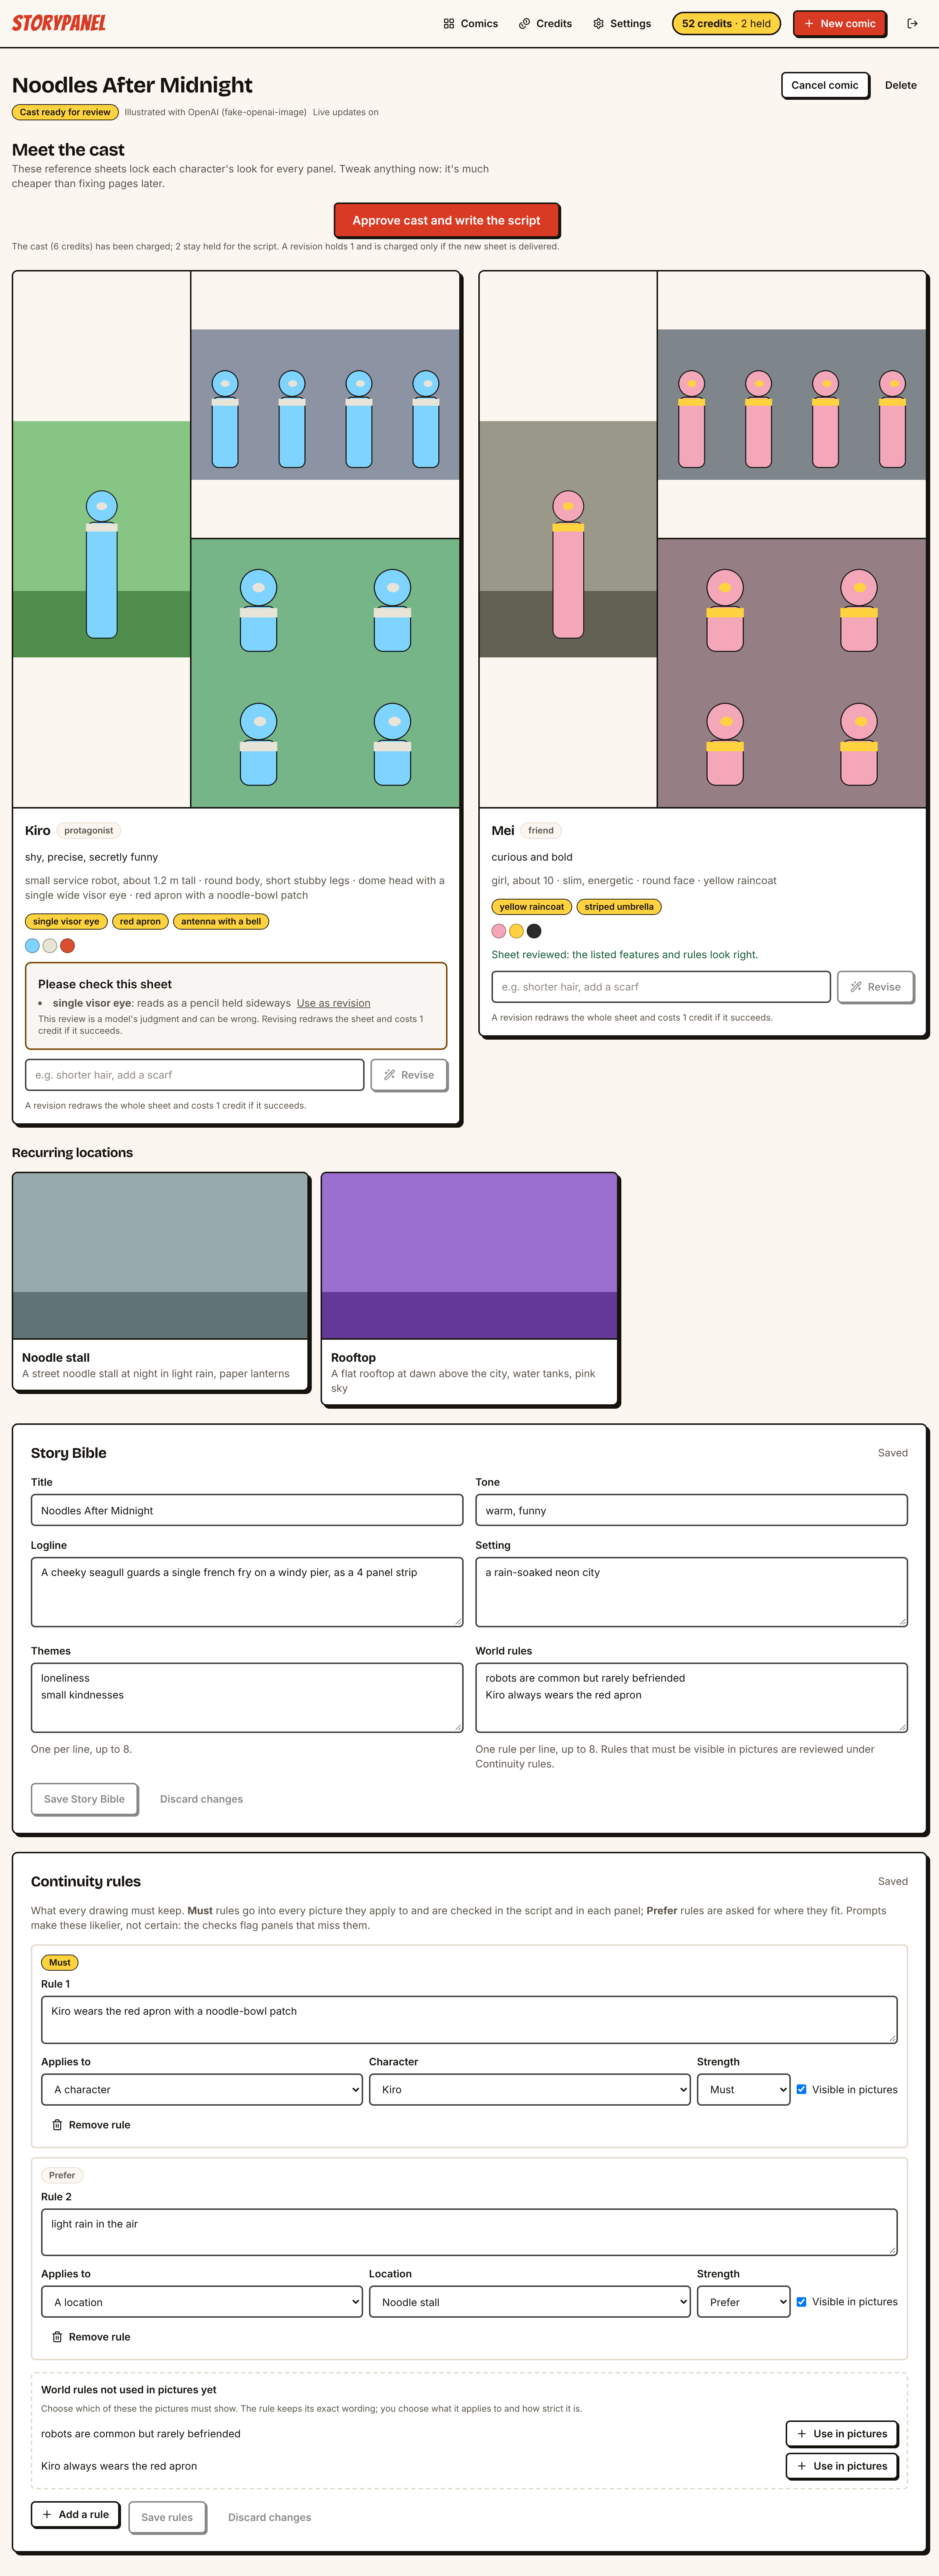 STORYPANEL
Comics
Credits
Settings
52 credits · 2 held
New comic
Noodles After Midnight
Cancel comic
Delete
Cast ready for review
Illustrated with OpenAI (fake-openai-image)
Live updates on
Meet the cast
These reference sheets lock each character's look for every panel. Tweak anything now: it's much
cheaper than fixing pages later.
Approve cast and write the script
The cast (6 credits) has been charged; 2 stay held for the script. A revision holds 1 and is charged only if the new sheet is delivered.
Kiro
protagonist
shy, precise, secretly funny
small service robot, about 1.2 m tall · round body, short stubby legs · dome head with a
single wide visor eye · red apron with a noodle-bowl patch
single visor eye
red apron
antenna with a bell
Please check this sheet
• single visor eye: reads as a pencil held sideways Use as revision
This review is a model's judgment and can be wrong. Revising redraws the sheet and costs 1
credit if it succeeds.
e.g. shorter hair, add a scarf
Revise
A revision redraws the whole sheet and costs 1 credit if it succeeds.
Mei
friend
curious and bold
girl, about 10 · slim, energetic · round face · yellow raincoat
yellow raincoat
striped umbrella
Sheet reviewed: the listed features and rules look right.
e.g. shorter hair, add a scarf
Revise
A revision redraws the whole sheet and costs 1 credit if it succeeds.
Recurring locations
Noodle stall
A street noodle stall at night in light rain, paper lanterns
Rooftop
A flat rooftop at dawn above the city, water tanks, pink
sky
Story Bible
Saved
Title
Noodles After Midnight
Tone
warm, funny
Logline
A cheeky seagull guards a single french fry on a windy pier, as a 4 panel strip
Setting
a rain-soaked neon city
Themes
loneliness
small kindnesses
One per line, up to 8.
World rules
robots are common but rarely befriended
Kiro always wears the red apron
One rule per line, up to 8. Rules that must be visible in pictures are reviewed under
Continuity rules.
Save Story Bible
Discard changes
Continuity rules
Saved
What every drawing must keep. Must rules go into every picture they apply to and are checked in the script and in each panel; Prefer rules are asked for where they fit. Prompts
make these likelier, not certain: the checks flag panels that miss them.
Must
Rule 1
Kiro wears the red apron with a noodle-bowl patch
Applies to
Character
Strength
A character
Kiro
Must
Visible in pictures
Remove rule
Prefer
Rule 2
light rain in the air
Applies to
Location
Strength
A location
Noodle stall
Prefer
Visible in pictures
Remove rule
World rules not used in pictures yet
Choose which of these the pictures must show. The rule keeps its exact wording; you choose what it applies to and how strict it is.
robots are common but rarely befriended
Use in pictures
Kiro always wears the red apron
Use in pictures
Add a rule
Save rules
Discard changes